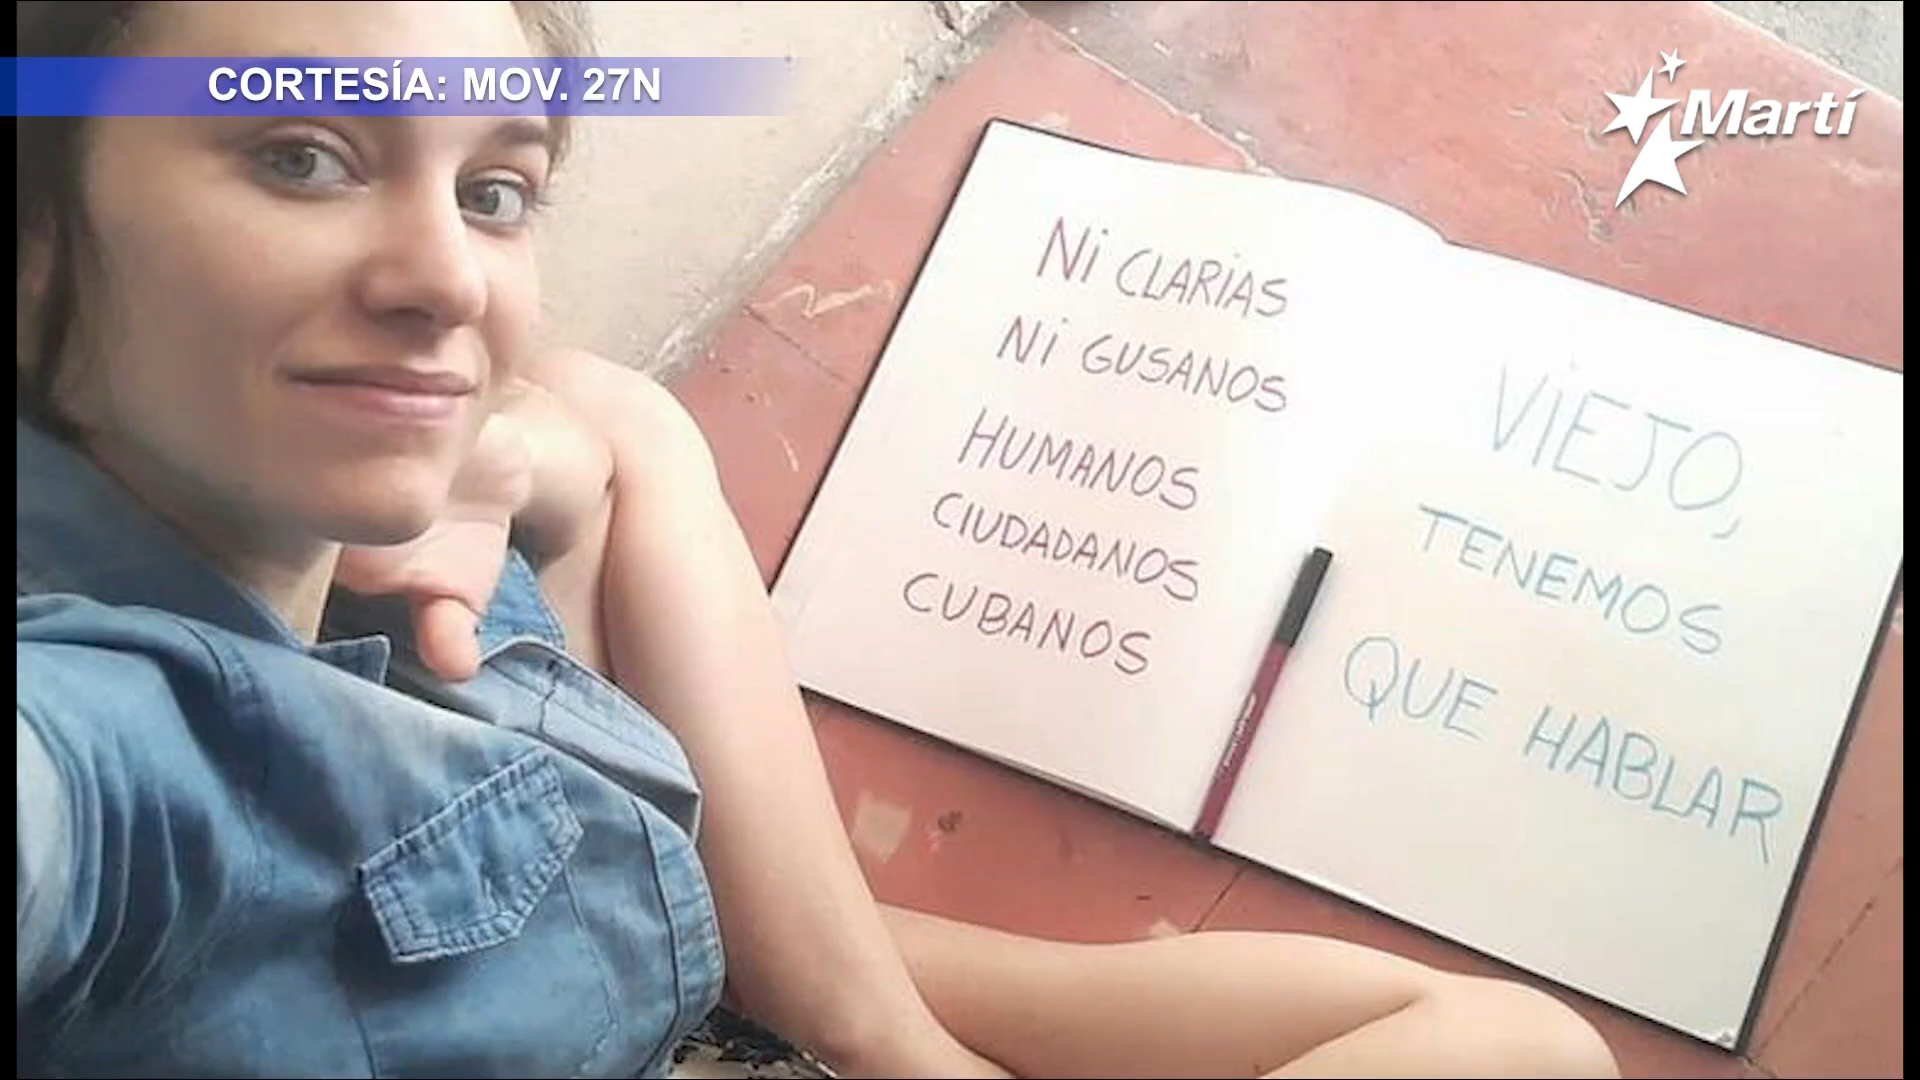 CORTESÍA: MOV. 27N
Martí
Ni CLARiAS
Ni GUSANOS
HUMANOS
CIUDADANOS
CUBANOS
ViEJO,
TENEMOS
QUE HABLAR